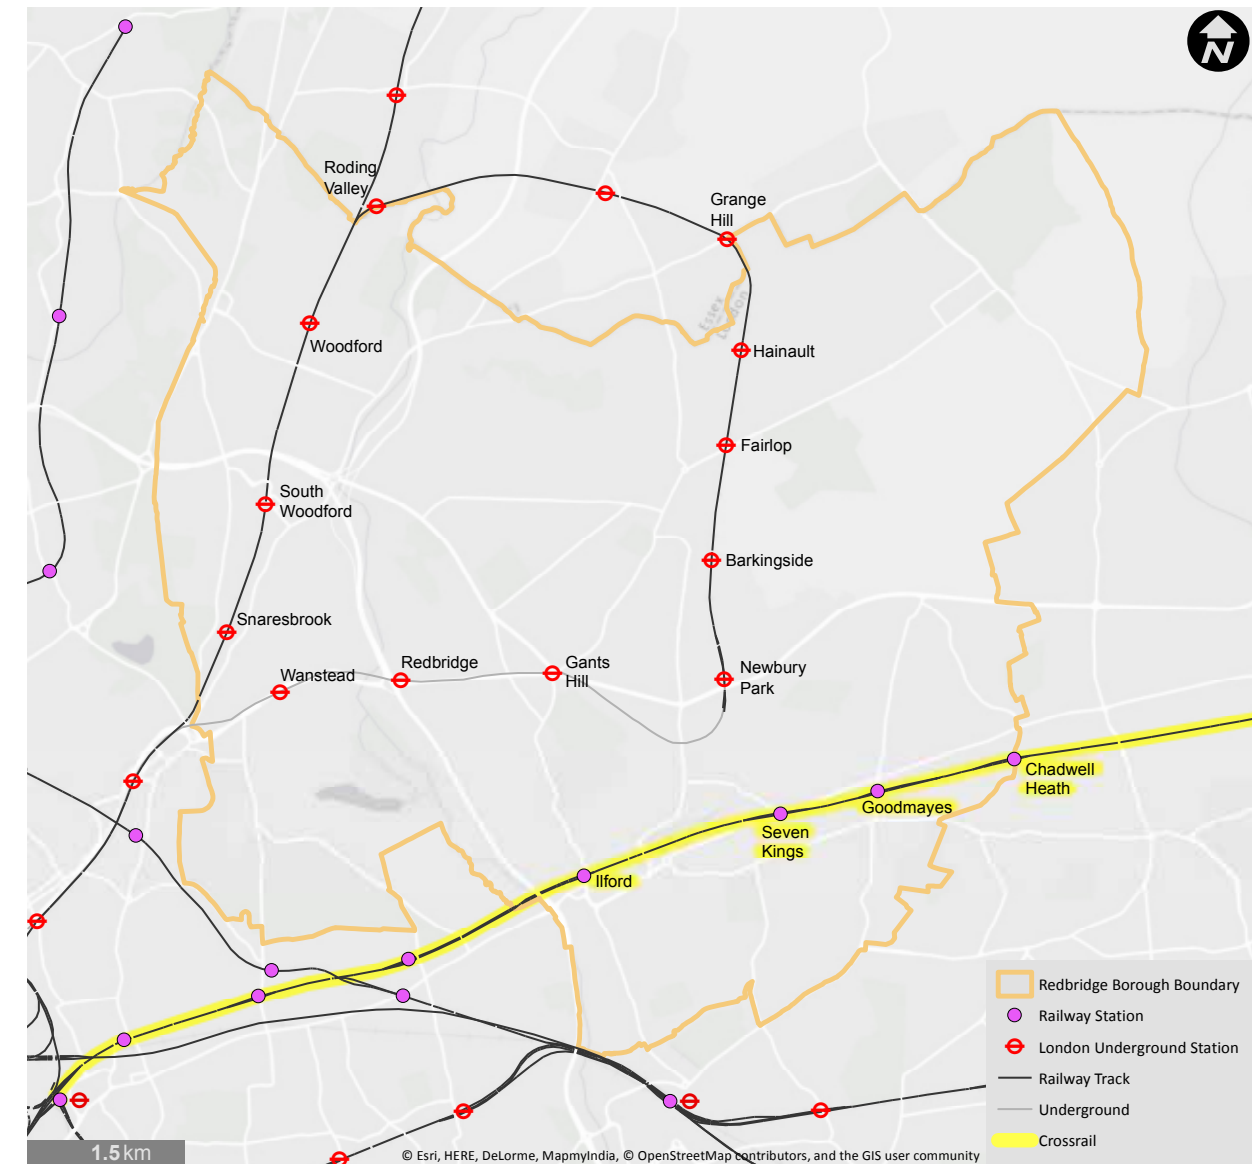 N
Roding
Valley
Grange
Hill
Essex
London
Woodford
Hainault
Fairlop
South
Woodford
Barkingside
Snaresbrook
Wanstead
Redbridge
Gants
Hill
Newbury
Park
Chadwell
Heath
Goodmayes
Seven
Kings
Ilford
Redbridge Borough Boundary
Railway Station
London Underground Station
Railway Track
Underground
Crossrail
1.5 km
© Esri, HERE, DeLorme, MapmyIndia, © OpenStreetMap contributors, and the GIS user community